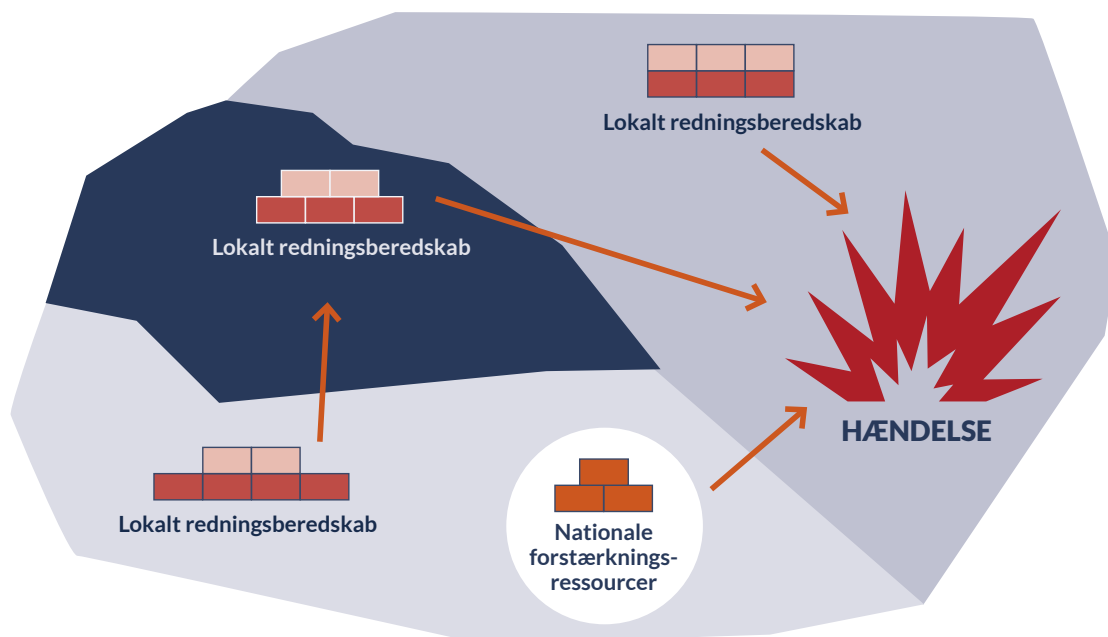 Lokalt redningsberedskab
Lokalt redningsberedskab
HÆNDELSE
Lokalt redningsberedskab
Nationale
forstærknings-
ressourcer